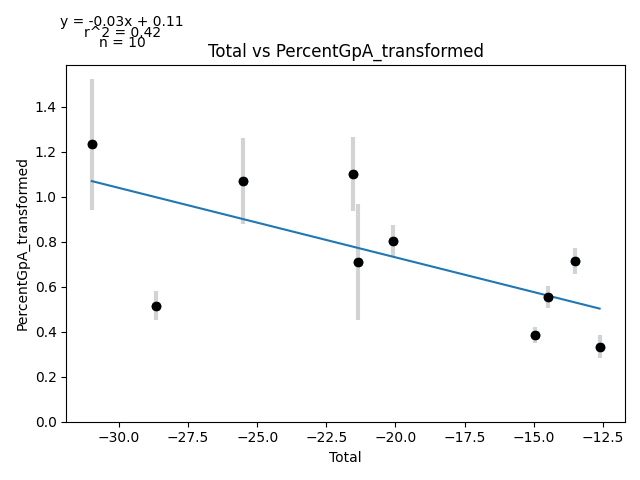 y = -0.03x + 0.11
r^2 = 0.42
n = 10
Total vs PercentGpA_transformed
PercentGpA_transformed
1.4
1.2
1.0
0.8
0.6
0.4
0.2
0.0
−30.0 −27.5 −25.0 −22.5 −20.0 −17.5 −15.0 −12.5
Total